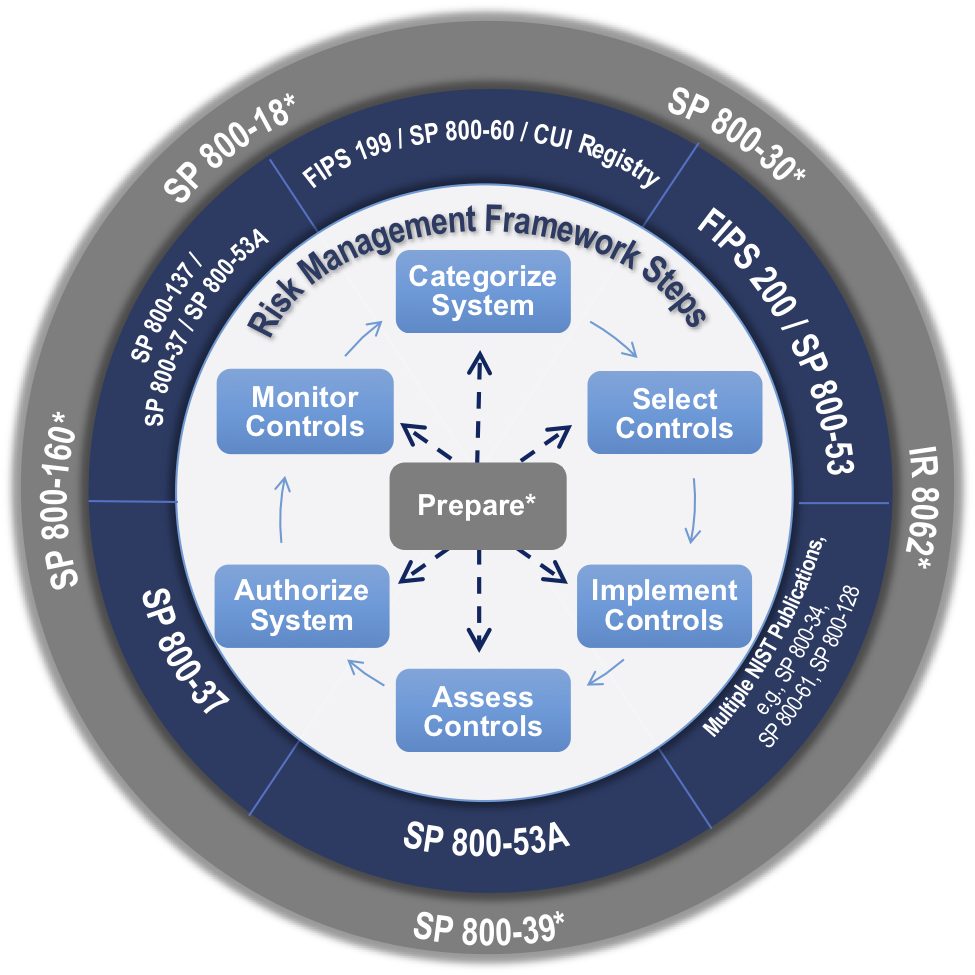 SP 800-18*
SP 800-30*
IR 8062*
SP 800-39*
SP 800-160*
FIPS 199 / SP 800-60 / CUI Registry
FIPS 200 / SP 800-53
Multiple NIST Publications,
e.g., SP 800-34,
SP 800-61, SP 800-128
SP 800-53A
SP 800-37
SP 800-137 /
SP 800-37 / SP 800-53A
Risk Management Framework Steps
Categorize
System
Select
Controls
Implement
Controls
Assess
Controls
Authorize
System
Monitor
Controls
Prepare*